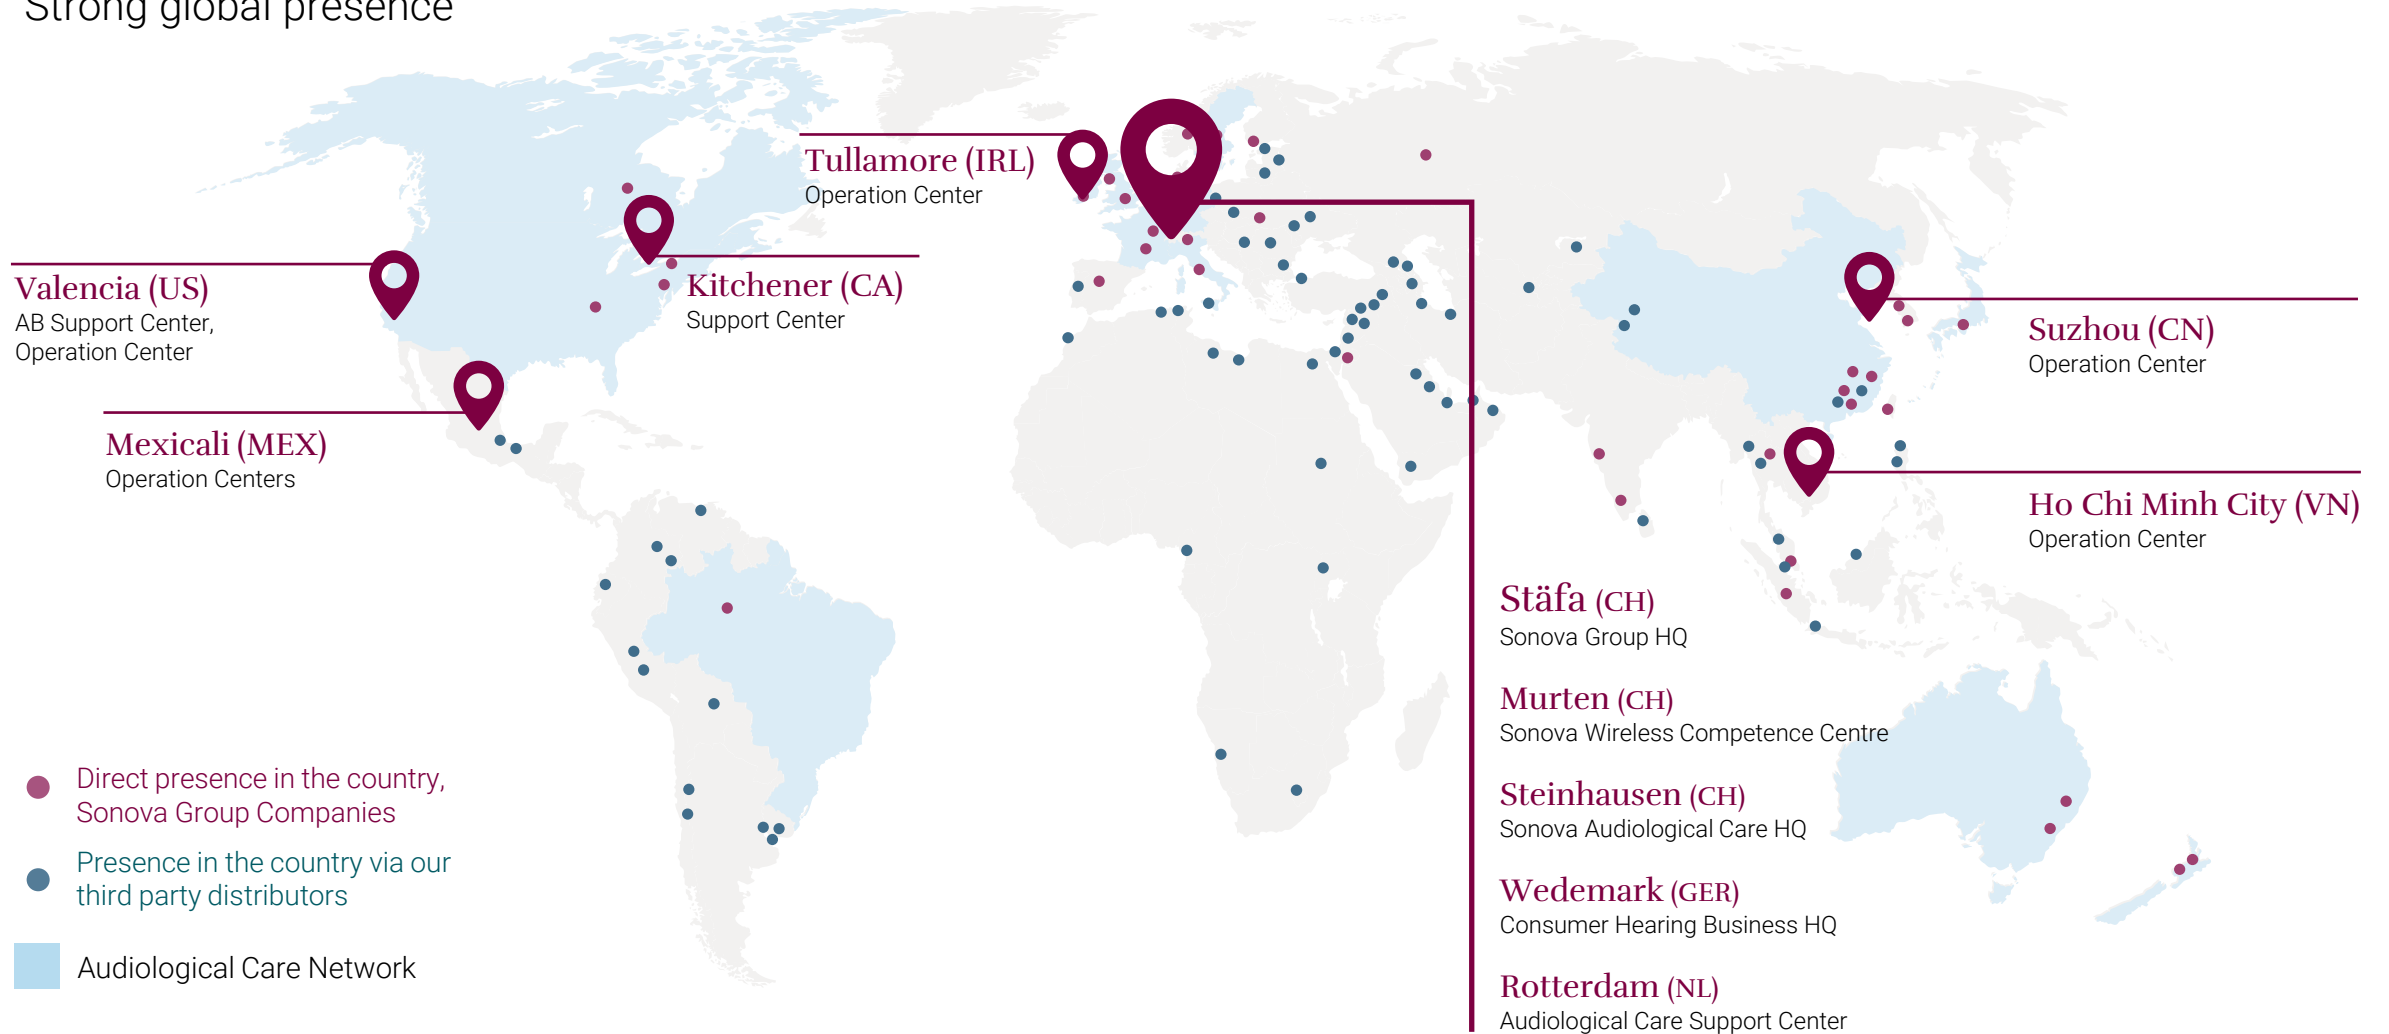 Strong global presence
Tullamore (IRL)
Operation Center
Valencia (US)
AB Support Center,
Operation Center
Kitchener (CA)
Support Center
Suzhou (CN)
Operation Center
Mexicali (MEX)
Operation Centers
Ho Chi Minh City (VN)
Operation Center
Stäfa (CH)
Sonova Group HQ
Murten (CH)
Sonova Wireless Competence Centre
Steinhausen (CH)
Sonova Audiological Care HQ
Wedemark (GER)
Consumer Hearing Business HQ
Rotterdam (NL)
Audiological Care Support Center
Direct presence in the country,
Sonova Group Companies
Presence in the country via our
third party distributors
Audiological Care Network